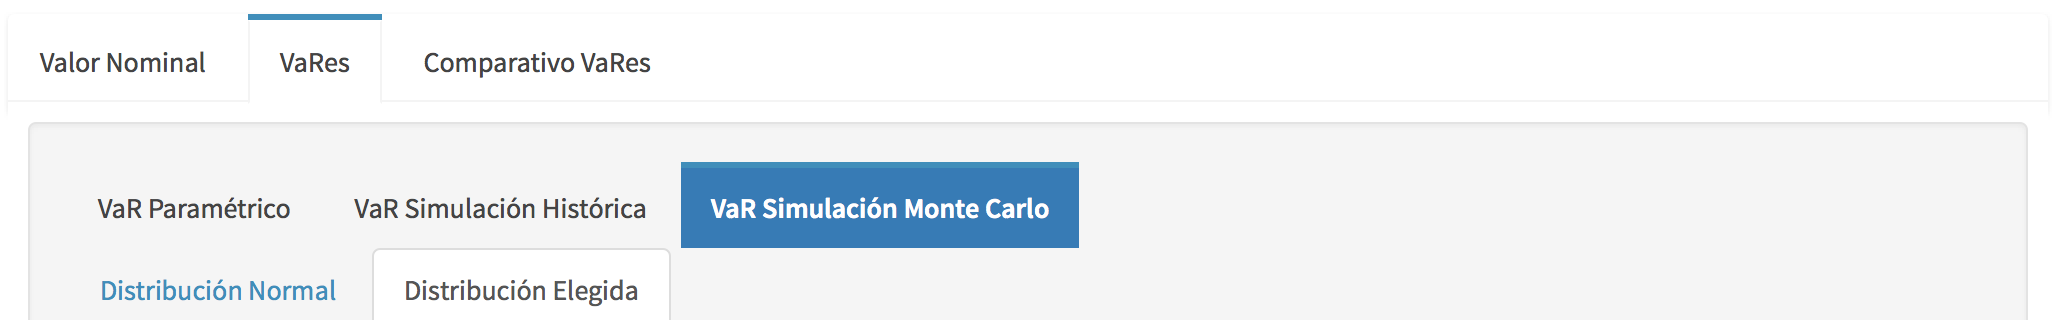 Valor Nominal VaRes Comparativo VaRes
VaR Paramétrico VaR Simulación Histórica VaR Simulación Monte Carlo
Distribución Normal Distribución Elegida